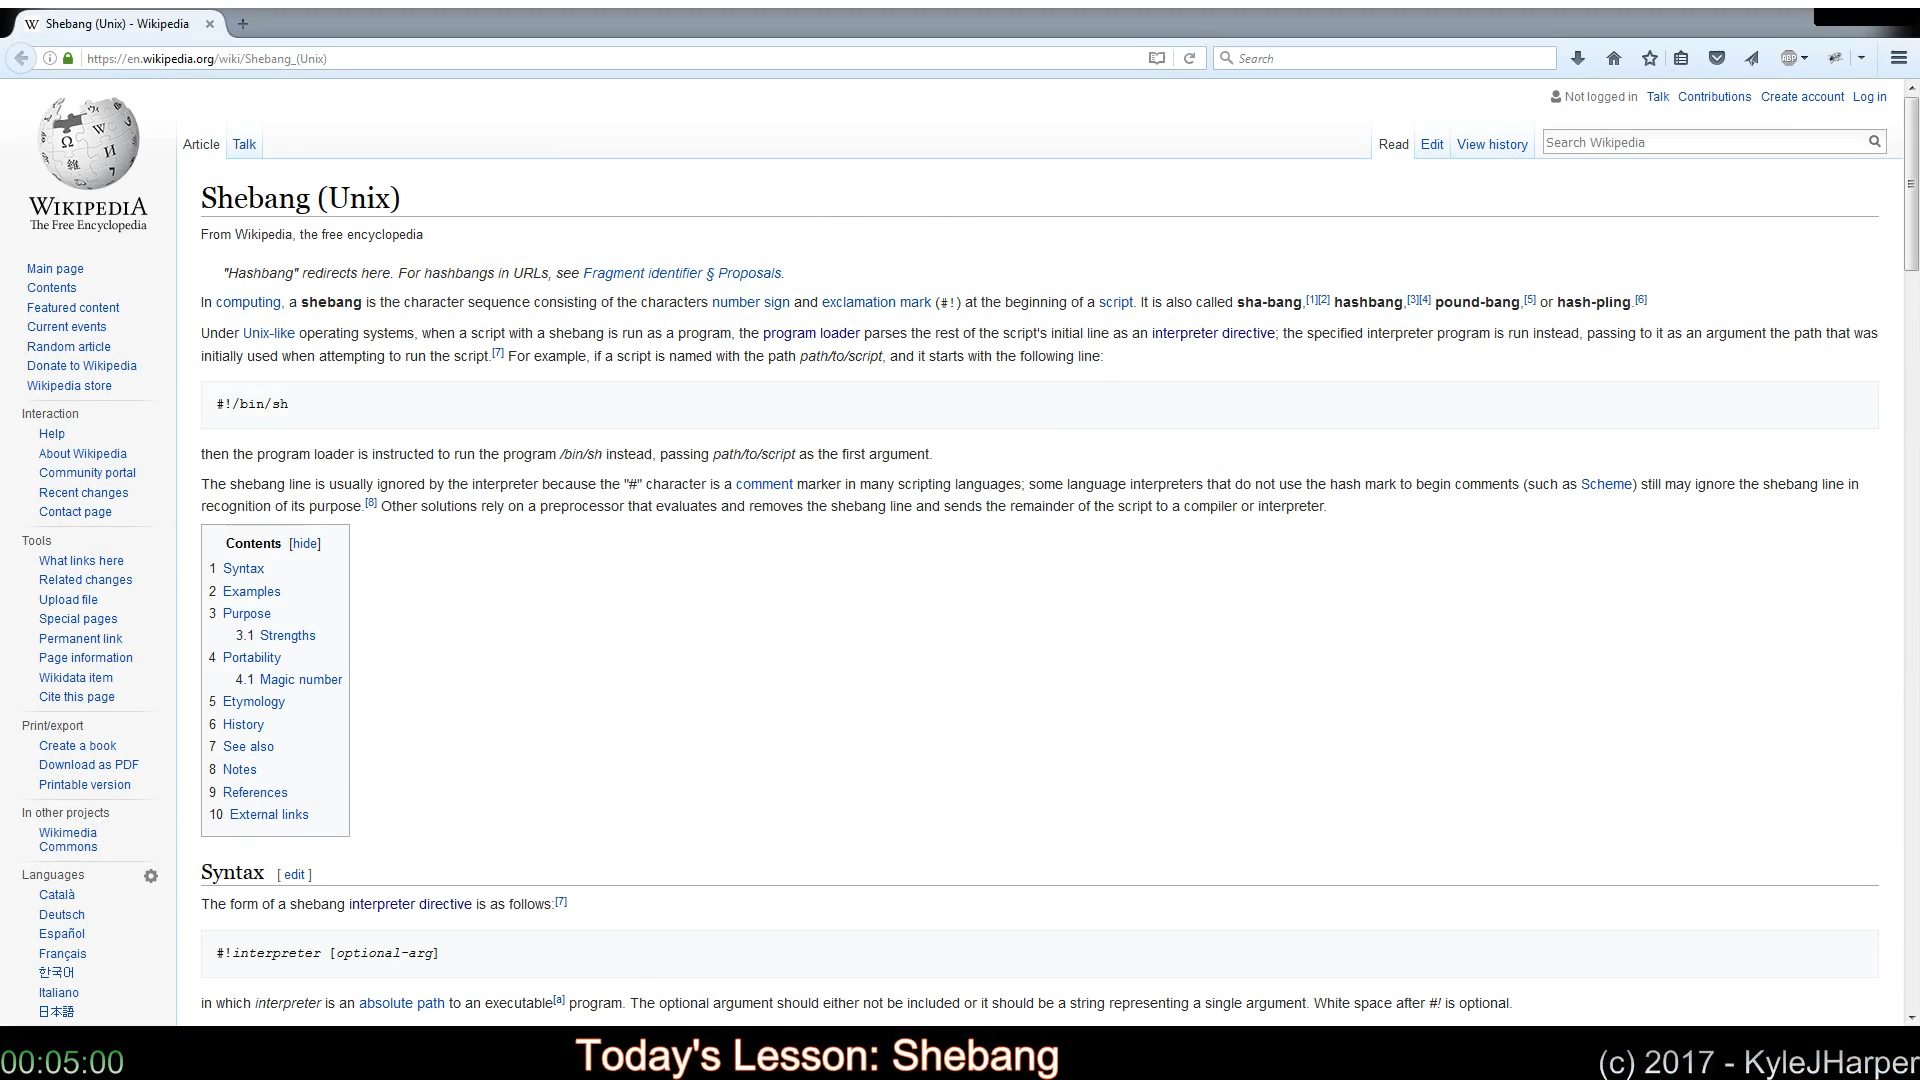 Shebang (Unix) - Wikipedia
https://en.wikipedia.org/wiki/Shebang_(Unix)
Search
ABP
Not logged in Talk Contributions Create account Log in
Article Talk
Read Edit View history
Search Wikipedia
WIKIPEDIA
The Free Encyclopedia
Main page
Contents
Featured content
Current events
Random article
Donate to Wikipedia
Wikipedia store
Interaction
Help
About Wikipedia
Community portal
Recent changes
Contact page
Tools
What links here
Related changes
Upload file
Special pages
Permanent link
Page information
Wikidata item
Cite this page
Print/export
Create a book
Download as PDF
Printable version
In other projects
Wikimedia
Commons
Languages
Català
Deutsch
Español
Français
한국어
Italiano
日本語
Shebang (Unix)
From Wikipedia, the free encyclopedia
"Hashbang" redirects here. For hashbangs in URLs, see Fragment identifier § Proposals.
In computing, a shebang is the character sequence consisting of the characters number sign and exclamation mark (#!) at the beginning of a script. It is also called sha-bang,[1][2] hashbang,[3][4] pound-bang,[5] or hash-pling.[6]
Under Unix-like operating systems, when a script with a shebang is run as a program, the program loader parses the rest of the script's initial line as an interpreter directive; the specified interpreter program is run instead, passing to it as an argument the path that was
initially used when attempting to run the script.[7] For example, if a script is named with the path path/to/script, and it starts with the following line:
#!/bin/sh
then the program loader is instructed to run the program /bin/sh instead, passing path/to/script as the first argument.
The shebang line is usually ignored by the interpreter because the "#" character is a comment marker in many scripting languages; some language interpreters that do not use the hash mark to begin comments (such as Scheme) still may ignore the shebang line in
recognition of its purpose.[8] Other solutions rely on a preprocessor that evaluates and removes the shebang line and sends the remainder of the script to a compiler or interpreter.
Contents [hide]
1 Syntax
2 Examples
3 Purpose
3.1 Strengths
4 Portability
4.1 Magic number
5 Etymology
6 History
7 See also
8 Notes
9 References
10 External links
Syntax [ edit ]
The form of a shebang interpreter directive is as follows:[7]
#!interpreter [optional-arg]
in which interpreter is an absolute path to an executable[a] program. The optional argument should either not be included or it should be a string representing a single argument. White space after #! is optional.
00:05:00
Today's Lesson: Shebang
(c) 2017 - KyleJHarper